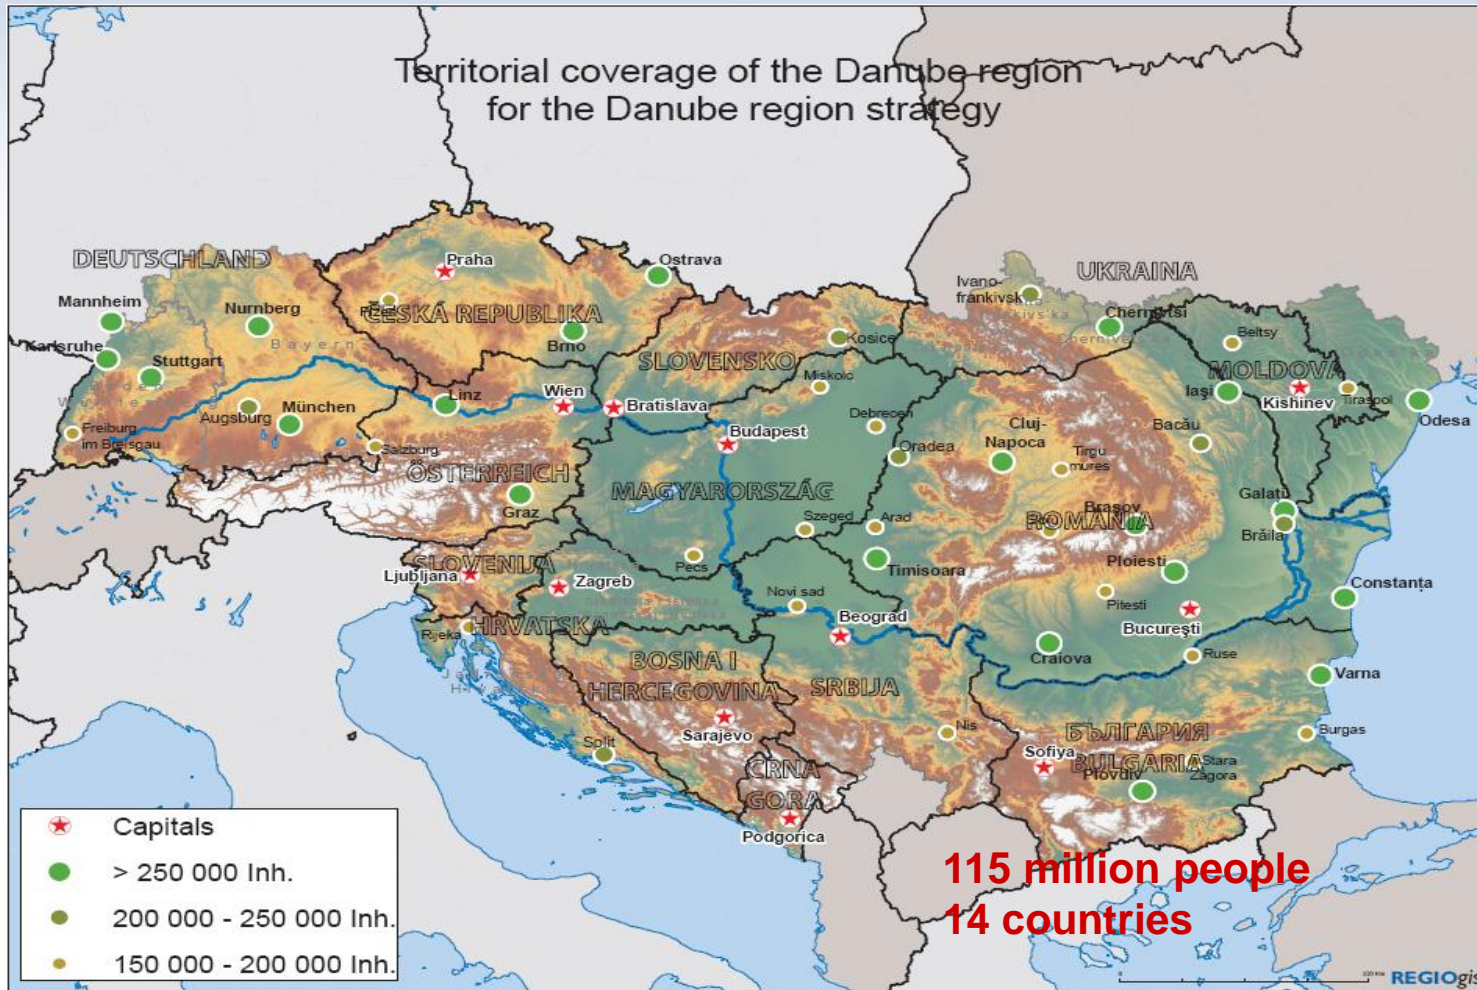 Territorial coverage of the Danube region
for the Danube region strategy
DEUTSCHLAND
Praha
Ostrava
UKRAINA
Ivano-
frankivsk
Mannheim
Nurnberg
ČESKÁ REPUBLIKA
Chernivtsi
Beltsy
Karlsruhe
Bayern
Brno
Kosice
Stuttgart
SLOVENSKO
MOLDOVA
Miskolc
Linz
Wien
Bratislava
Iaşi
Kishinev
Tiraspol
Odesa
Augsburg
München
Debrecen
Cluj-
Napoca
Bacău
Freiburg
im Breisgau
Salzburg
Budapest
Oradea
Tirgu
mures
ÖSTERREICH
MAGYARORSZÁG
Graz
Szeged
Arad
Brasov
ROMÂNIA
Galatu
Brăila
SLOVENIJA
Pecs
Timisoara
Ploiesti
Ljubljana
Zagreb
Novi sad
Pitesti
Constanţa
Beograd
Bucureşti
Rijeka
HRVATSKA
Craiova
Ruse
BOSNA I
HERCEGOVINA
SRBIJA
Varna
Sarajevo
Nis
БЪЛГАРИЯ
BULGARIA
Burgas
Split
Sofiya
Stara
Zagora
CRNA
GORA
Plovdiv
Podgorica
Capitals
> 250 000 Inh.
200 000 - 250 000 Inh.
150 000 - 200 000 Inh.
115 million people
14 countries
REGIOgis